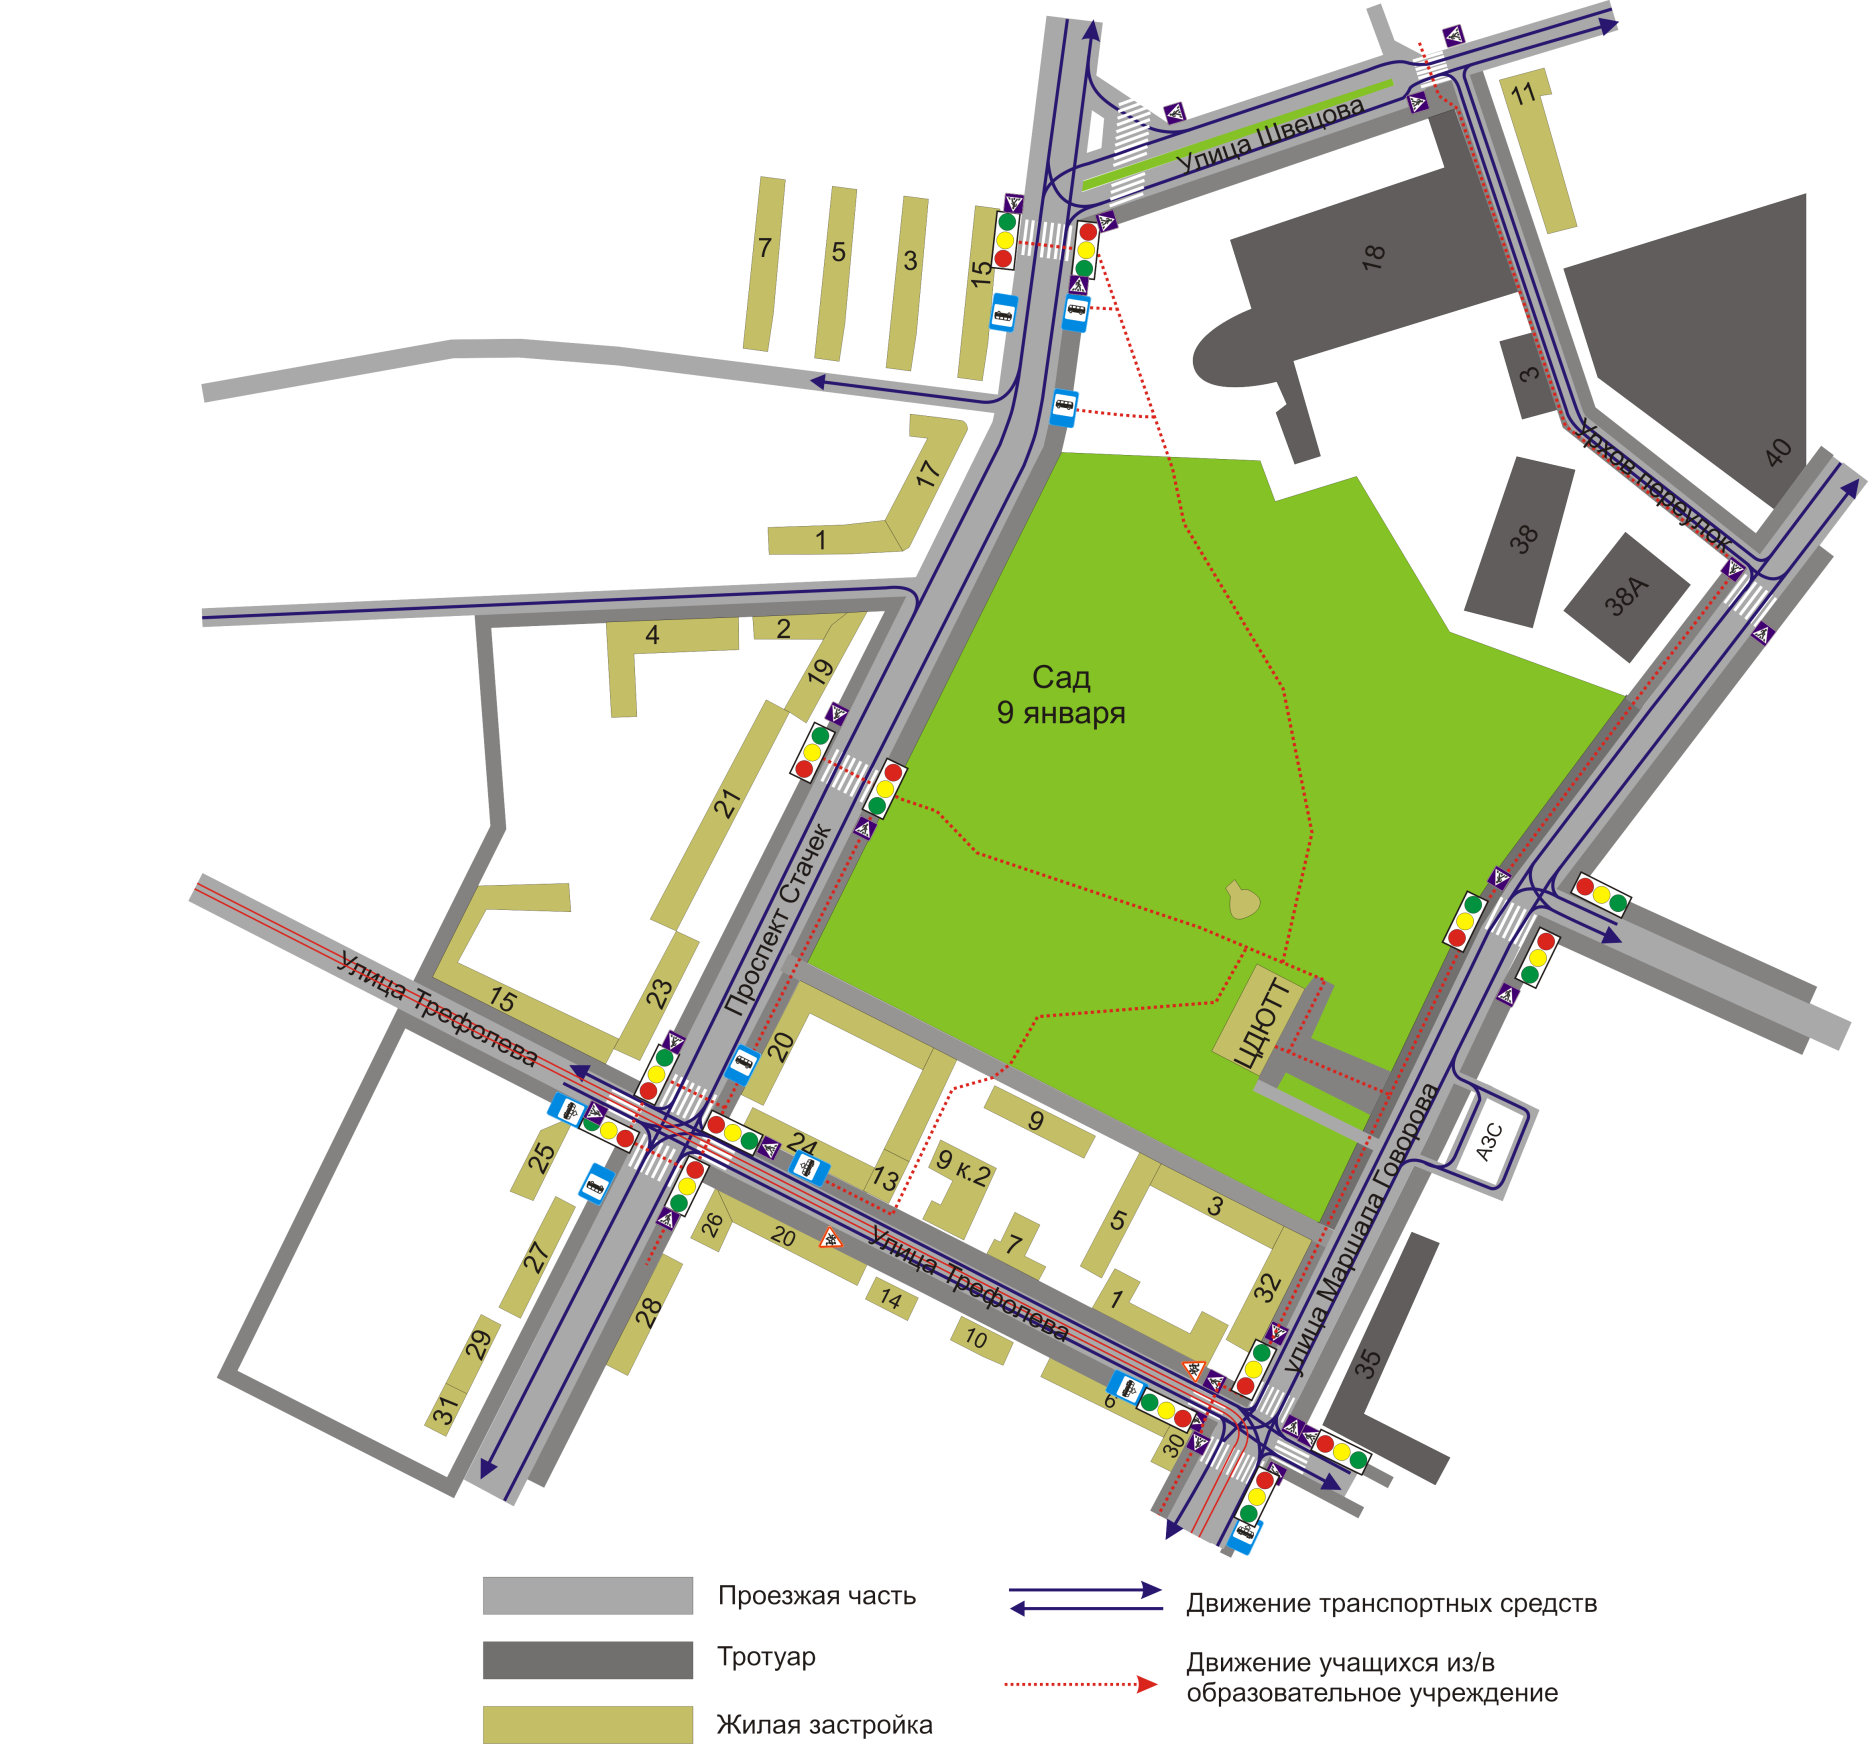 11
Улица Швецова
7
5
3
15
18
3
40
Урхов переулок
17
1
38
38А
4
2
19
Сад
9 января
21
Проспект Стачек
Улица Трефолева
15
23
20
ЦДЮТТ
24
13
9
9 к.2
25
26
20
7
5
3
АЗС
улица Маршала Говорова
27
28
14
Улица Трефолева
1
32
10
29
31
6
30
35
Проезжая часть
Тротуар
Жилая застройка
Движение транспортных средств
Движение учащихся из/в
образовательное учреждение